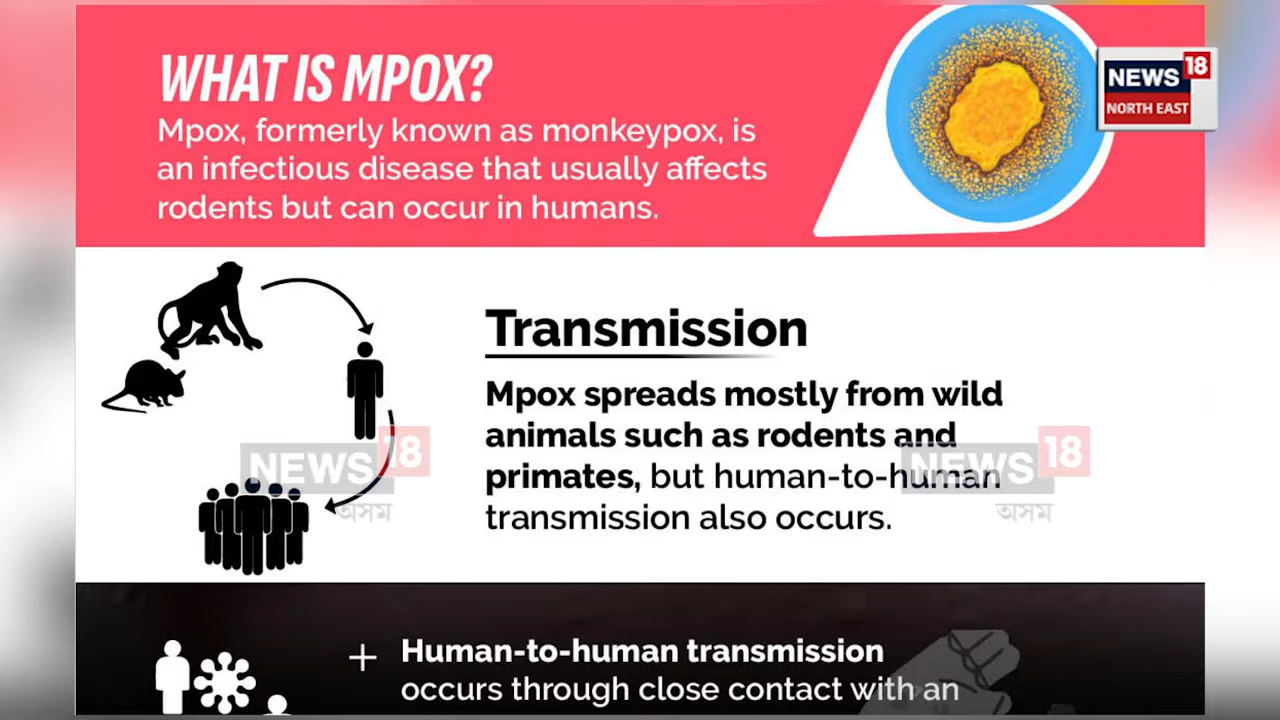 WHAT IS MPOX?
Mpox, formerly known as monkeypox, is
an infectious disease that usually affects
rodents but can occur in humans.
NEWS 18
NORTH EAST
Transmission
Mpox spreads mostly from wild
animals such as rodents and
primates, but human-to-human
transmission also occurs.
NEWS 18
অসম
NEWS 18
অসম
+ Human-to-human transmission
occurs through close contact with an